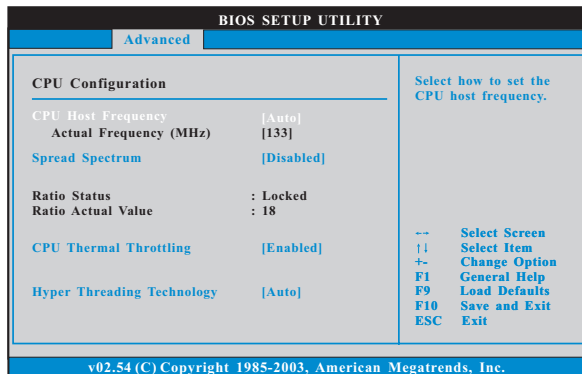 BIOS SETUP UTILITY
Advanced
CPU Configuration
CPU Host Frequency [Auto]
Actual Frequency (MHz) [133]
Spread Spectrum [Disabled]
Ratio Status : Locked
Ratio Actual Value : 18
CPU Thermal Throttling [Enabled]
Hyper Threading Technology [Auto]
Select how to set the
CPU host frequency.
←→ Select Screen
↑↓ Select Item
+- Change Option
F1 General Help
F9 Load Defaults
F10 Save and Exit
ESC Exit
v02.54 (C) Copyright 1985-2003, American Megatrends, Inc.